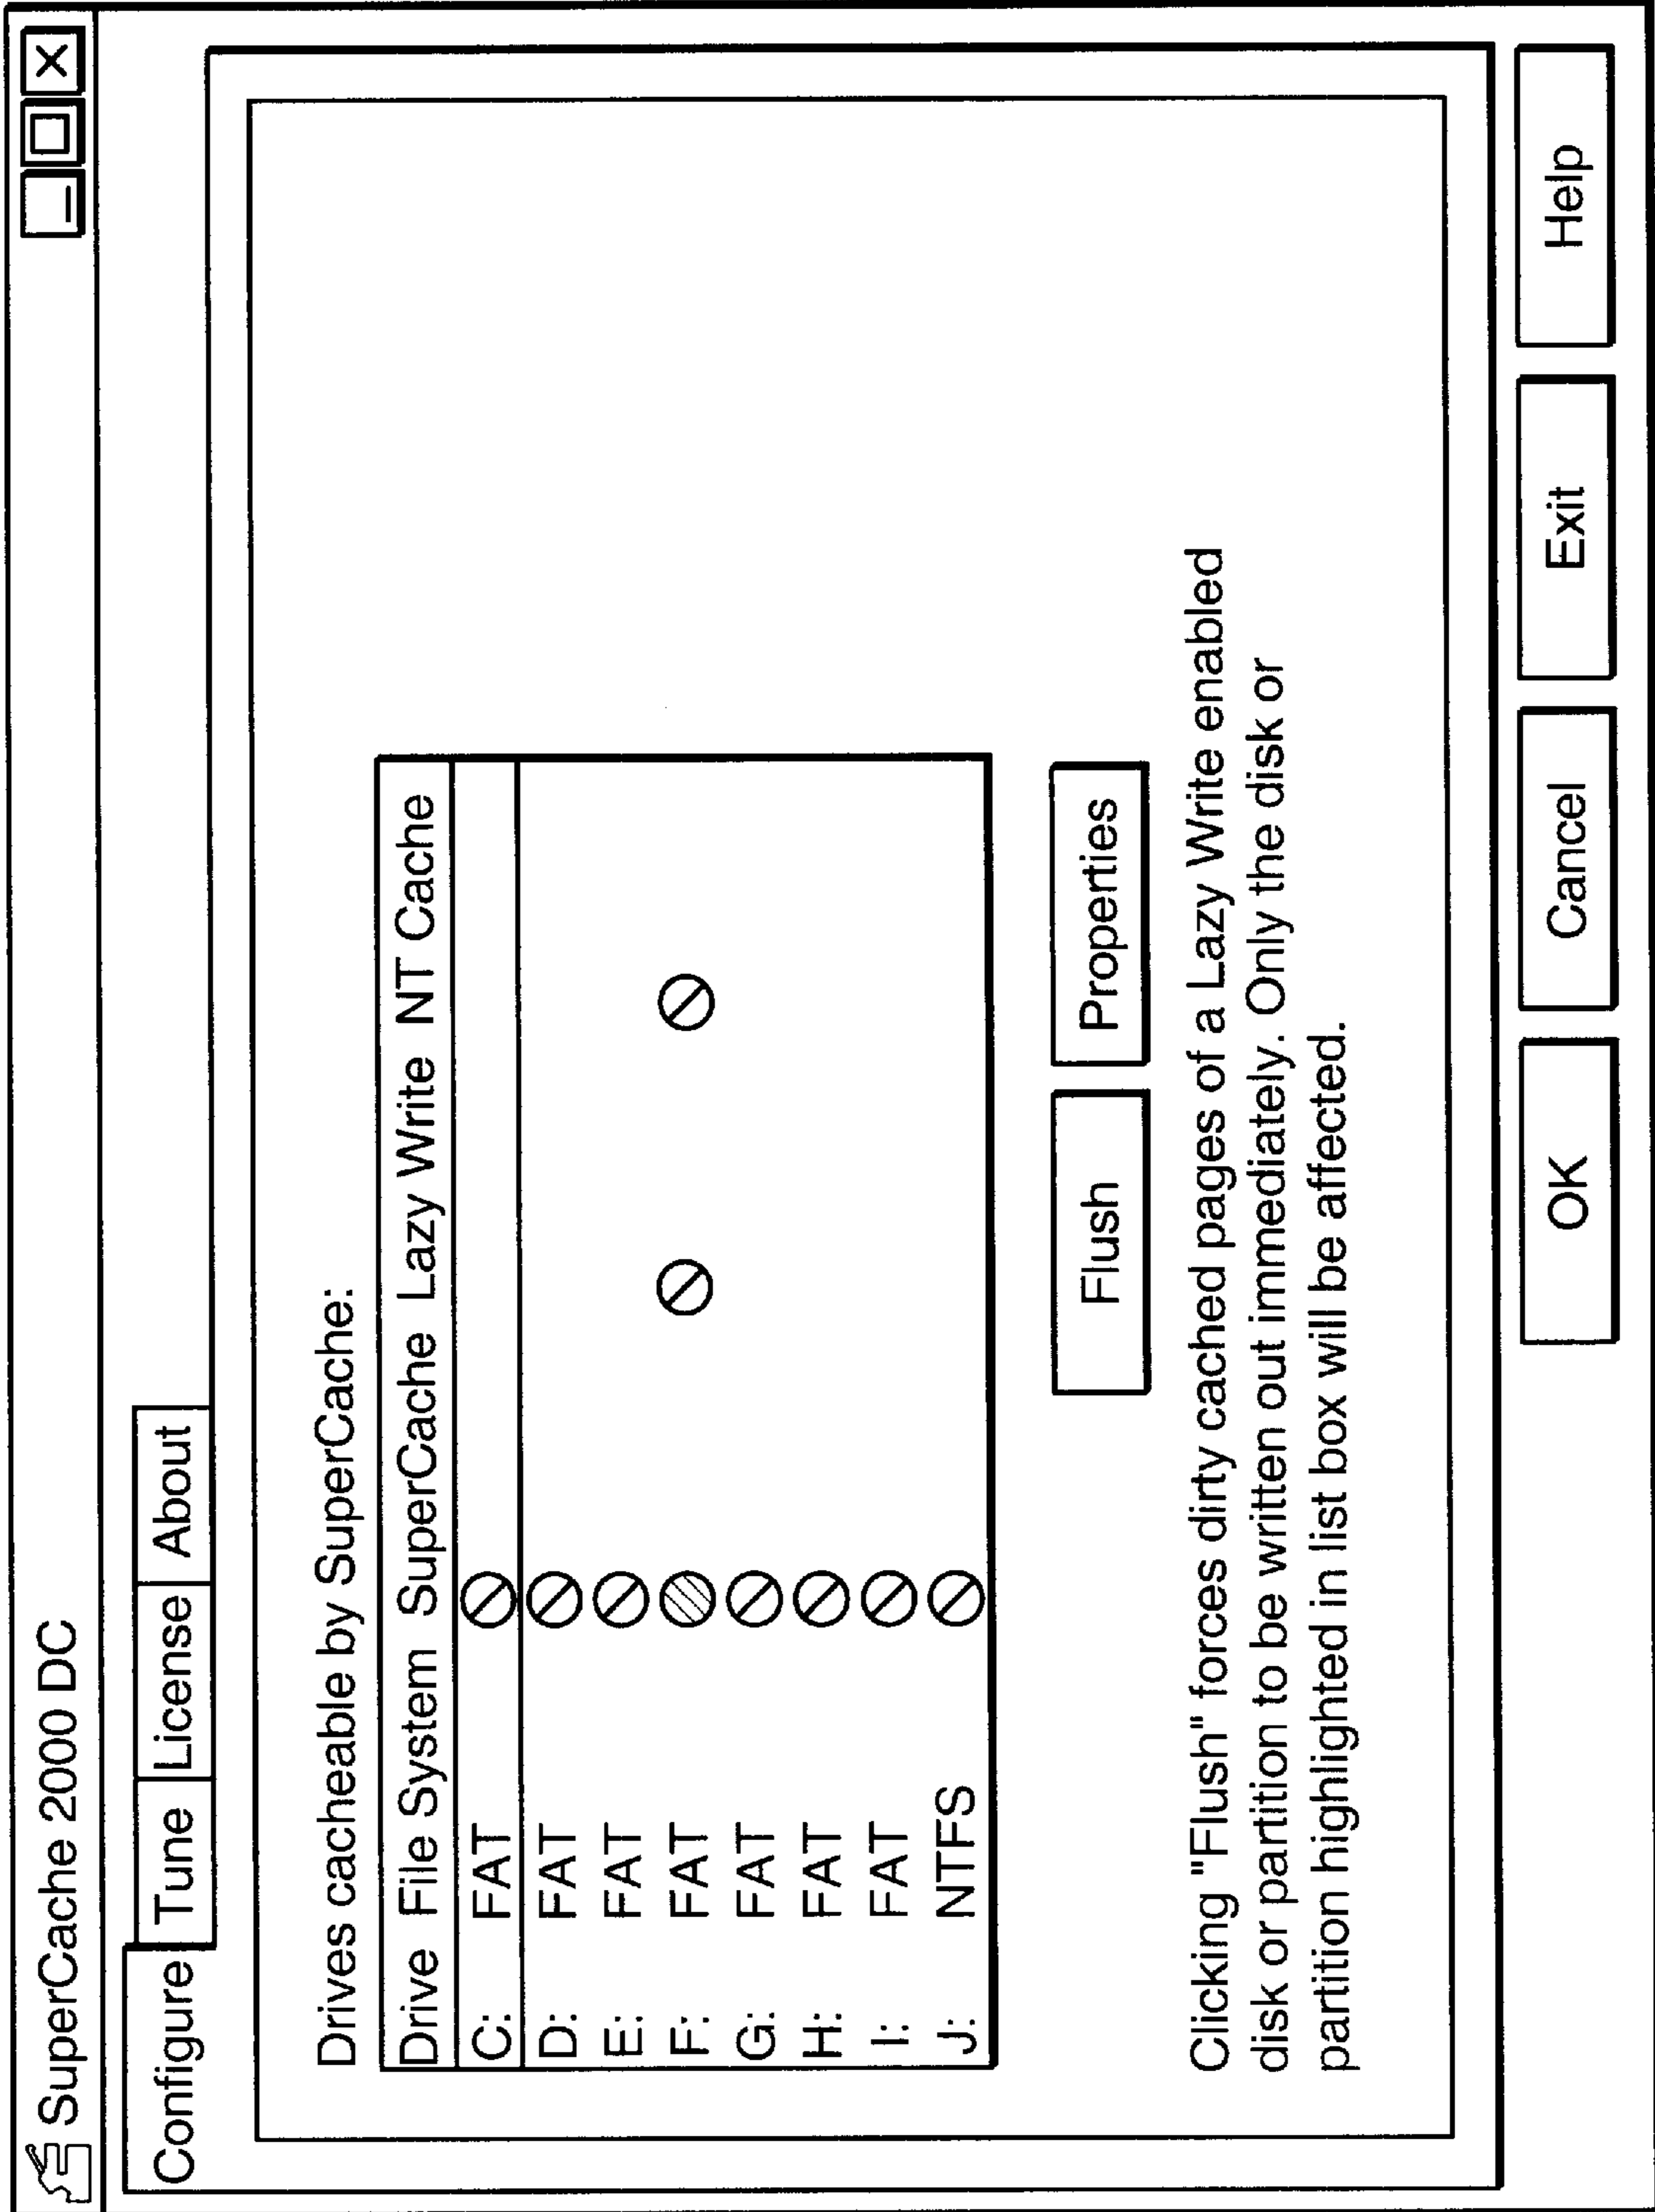 SuperCache 2000 DC
Configure Tune License About
Drives cacheable by SuperCache:
Drive File System SuperCache Lazy Write NT Cache
C: FAT
D: FAT
E: FAT
F: FAT
G: FAT
H: FAT
I: FAT
J: NTFS
Flush Properties
Clicking "Flush" forces dirty cached pages of a Lazy Write enabled
disk or partition to be written out immediately. Only the disk or
partition highlighted in list box will be affected.
OK Cancel Exit Help